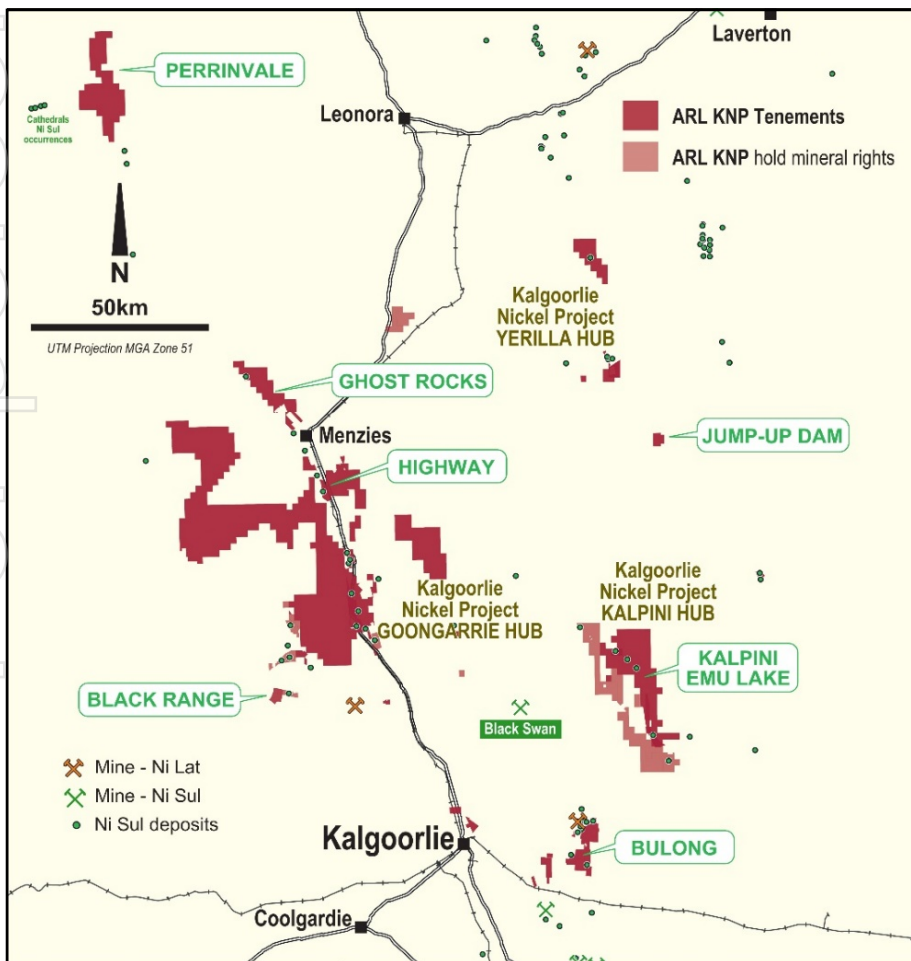 Laverton
PERRINVALE
Cathedrals
Ni Sul
occurrences
Leonora
ARL KNP Tenements
ARL KNP hold mineral rights
N
50km
UTM Projection MGA Zone 51
Kalgoorlie
Nickel Project
YERILLA HUB
GHOST ROCKS
Menzies
JUMP-UP DAM
HIGHWAY
Kalgoorlie
Nickel Project
GOONGARRIE HUB
Kalgoorlie
Nickel Project
KALPINI HUB
KALPINI
EMU LAKE
BLACK RANGE
Black Swan
Mine - Ni Lat
Mine - Ni Sul
Ni Sul deposits
Kalgoorlie
BULONG
Coolgardie